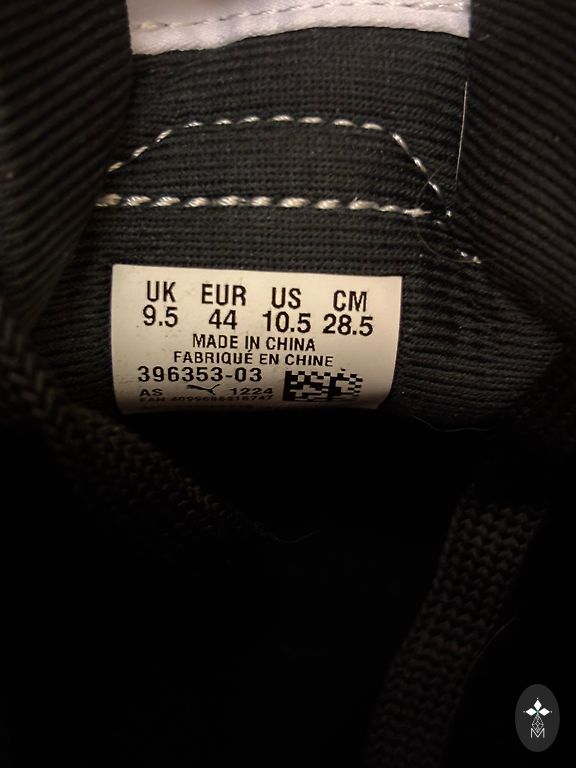 UK EUR US CM
9.5 44 10.5 28.5
MADE IN CHINA
FABRIQUÉ EN CHINE
396353-03
AS 1224
EAN
M